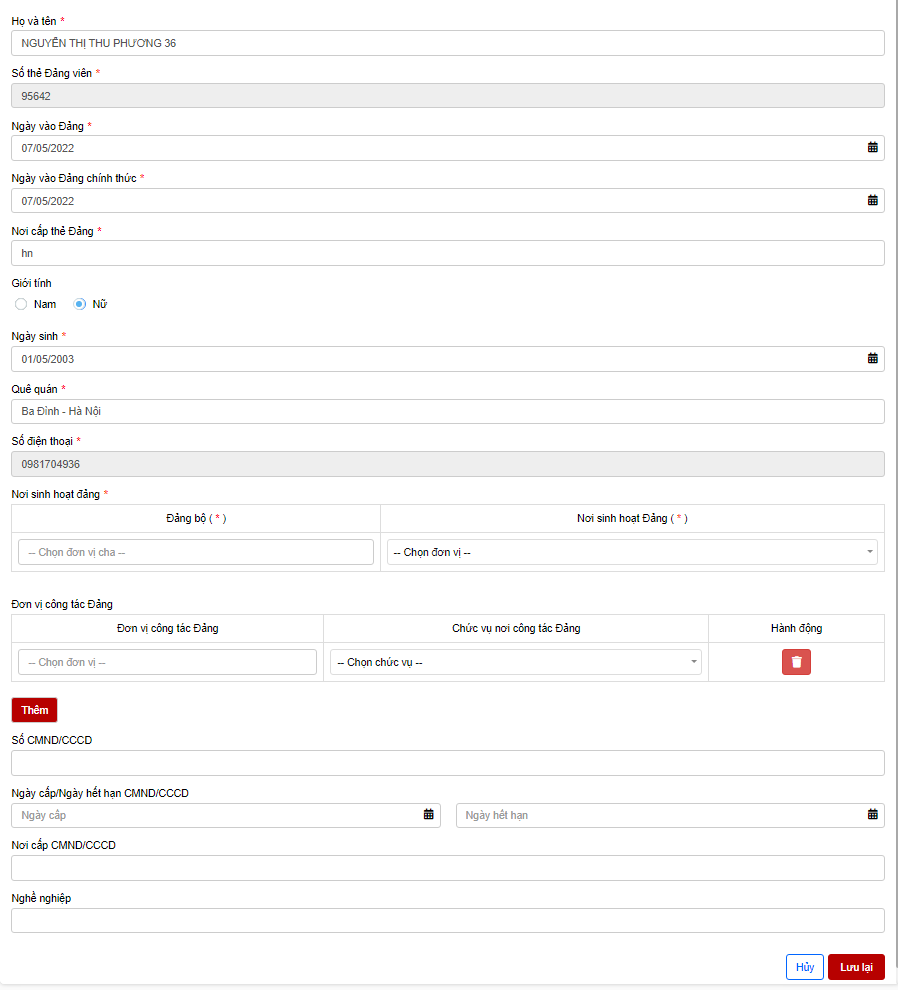 Họ và tên *
NGUYỄN THỊ THU PHƯƠNG 36
Số thẻ Đảng viên *
95642
Ngày vào Đảng *
07/05/2022
Ngày vào Đảng chính thức *
07/05/2022
Nơi cấp thẻ Đảng *
hn
Giới tính
Nam Nữ
Ngày sinh *
01/05/2003
Quê quán *
Ba Đình - Hà Nội
Số điện thoại *
0981704936
Nơi sinh hoạt đảng *
Đảng bộ ( * ) Nơi sinh hoạt Đảng ( * )
-- Chọn đơn vị cha -- -- Chọn đơn vị --
Đơn vị công tác Đảng
Đơn vị công tác Đảng Chức vụ nơi công tác Đảng Hành động
-- Chọn đơn vị -- -- Chọn chức vụ --
Thêm
Số CMND/CCCD
Ngày cấp/Ngày hết hạn CMND/CCCD
Ngày cấp Ngày hết hạn
Nơi cấp CMND/CCCD
Nghề nghiệp
Hủy Lưu lại